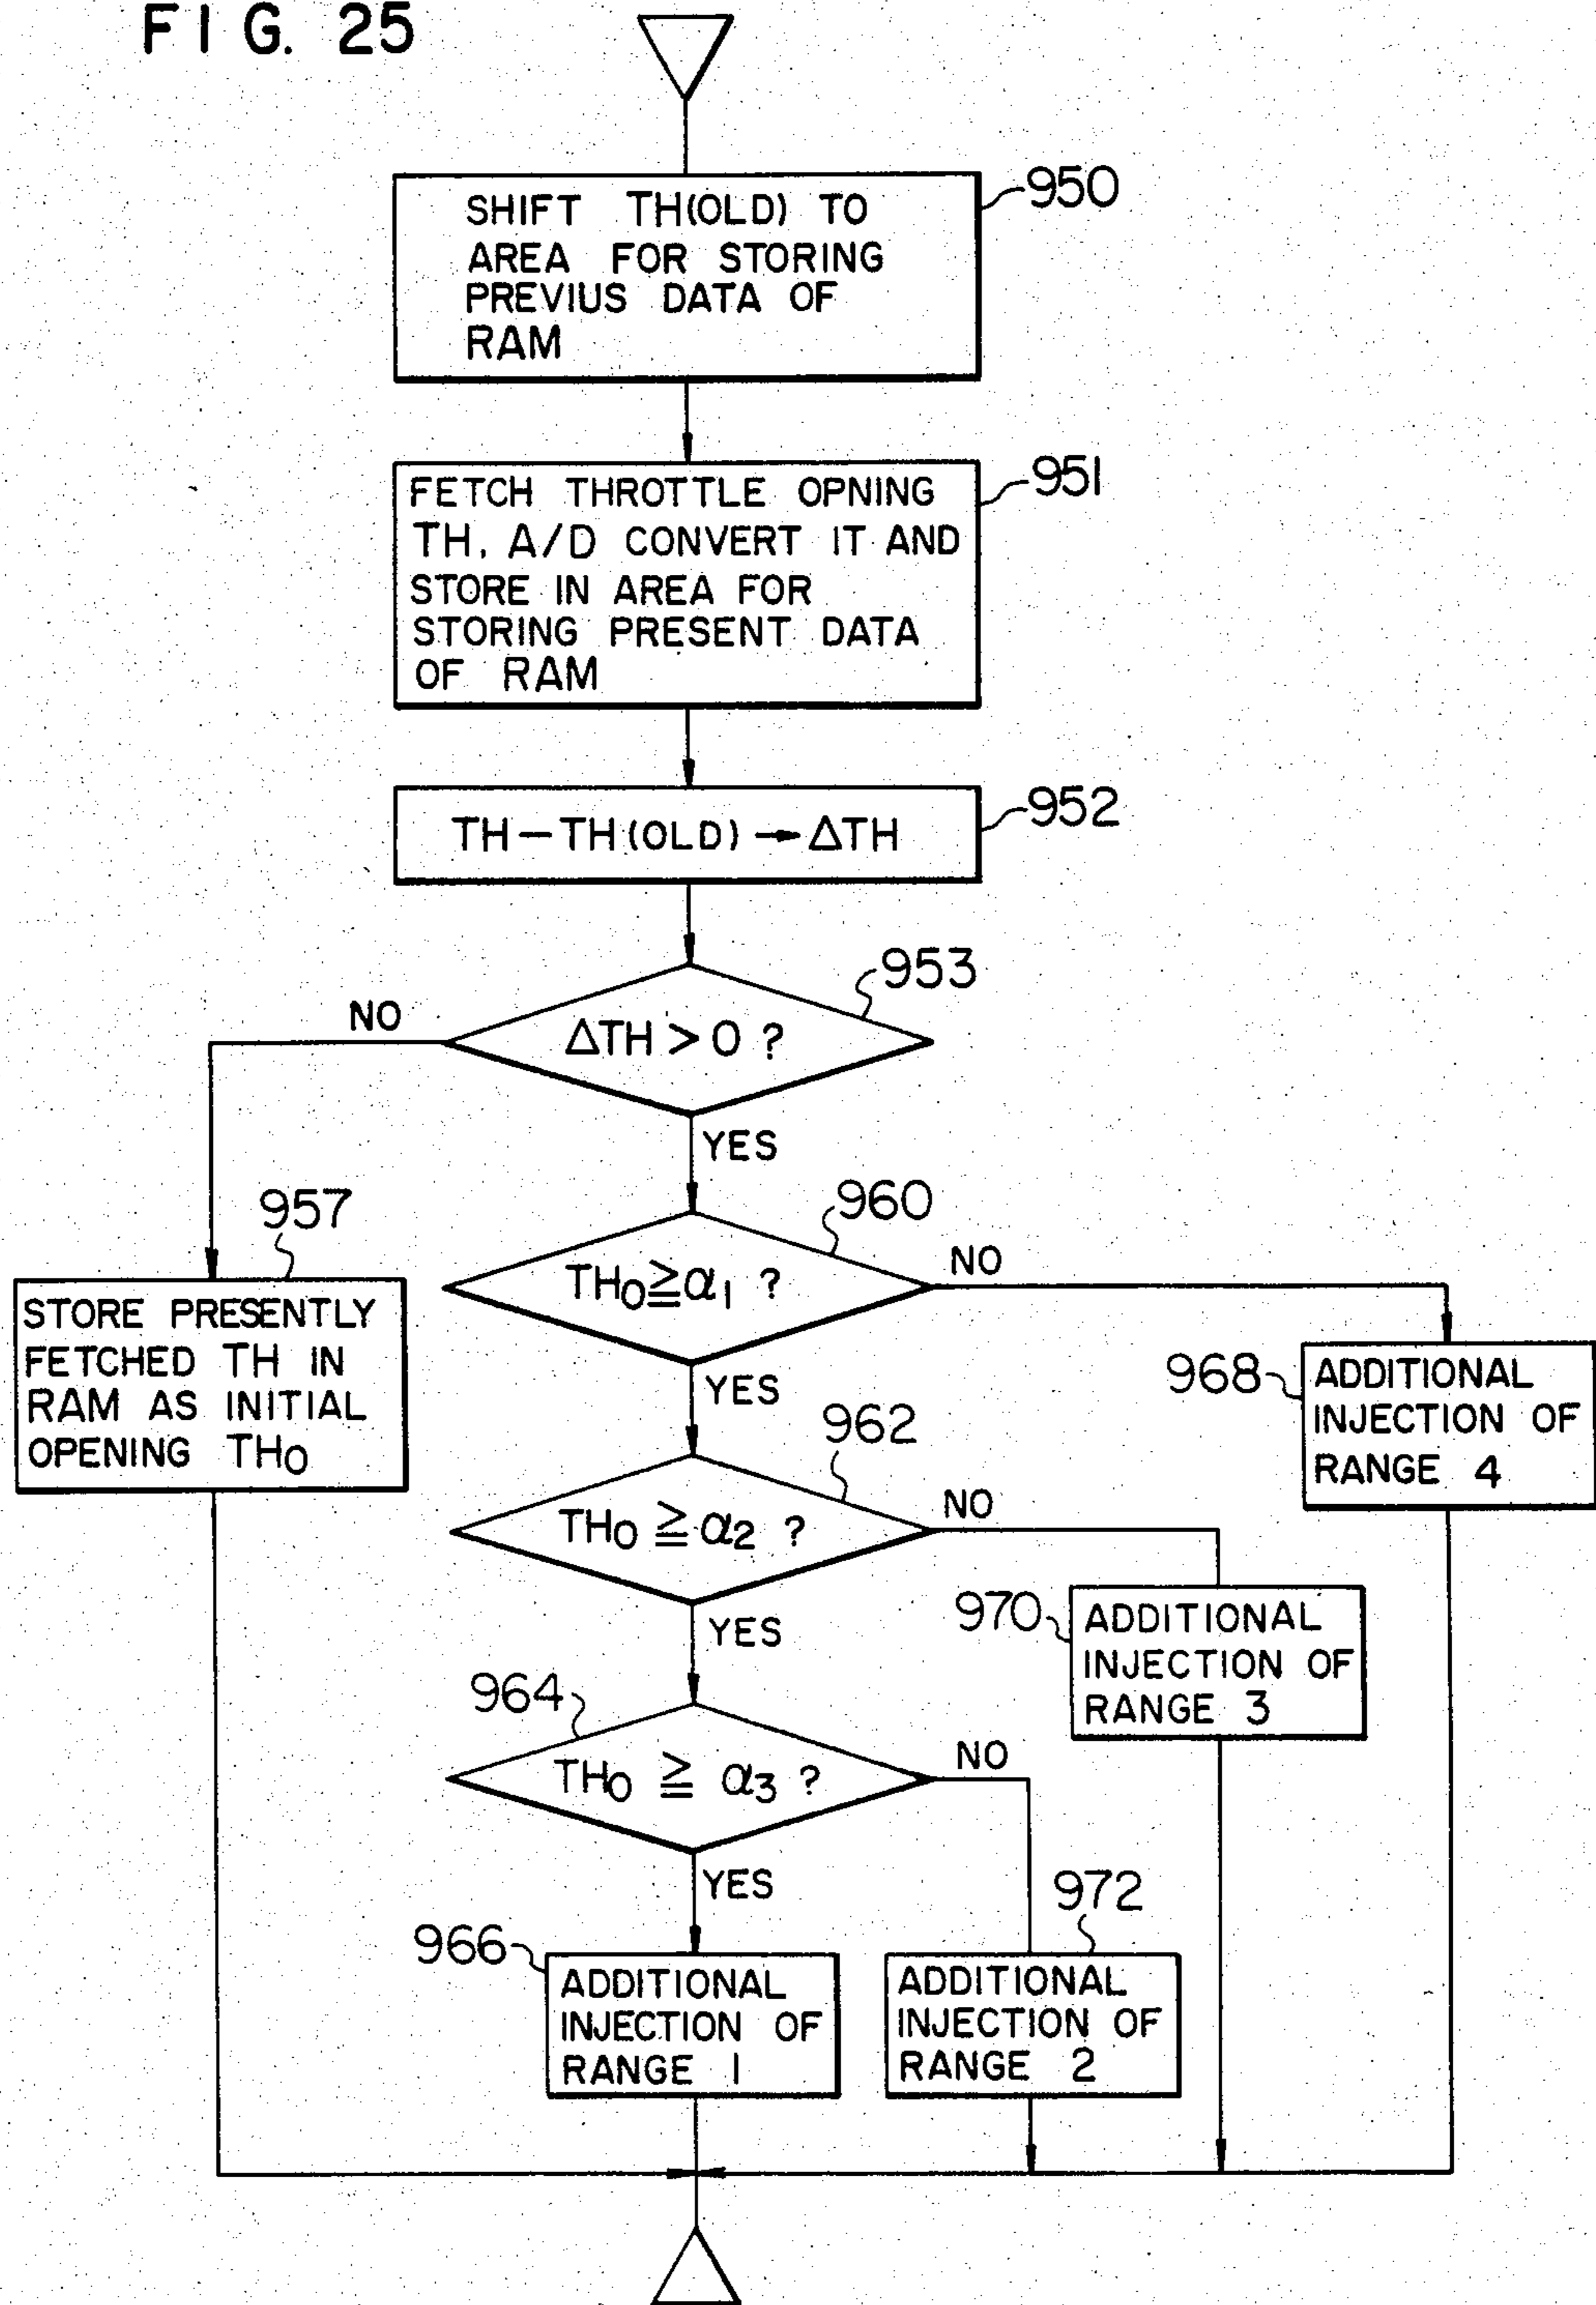 FIG. 25
SHIFT TH(OLD) TO
AREA FOR STORING
PREVIUS DATA OF
RAM
950
FETCH THROTTLE OPNING
TH, A/D CONVERT IT AND
STORE IN AREA FOR
STORING PRESENT DATA
OF RAM
951
TH−TH(OLD)→ΔTH
952
953
ΔTH > 0 ?
NO
YES
957
STORE PRESENTLY
FETCHED TH IN
RAM AS INITIAL
OPENING TH₀
960
TH₀≧α₁ ?
NO
YES
968
ADDITIONAL
INJECTION OF
RANGE 4
962
TH₀ ≧ α₂ ?
NO
YES
970
ADDITIONAL
INJECTION OF
RANGE 3
964
TH₀ ≧ α₃ ?
NO
YES
966
ADDITIONAL
INJECTION OF
RANGE 1
972
ADDITIONAL
INJECTION OF
RANGE 2